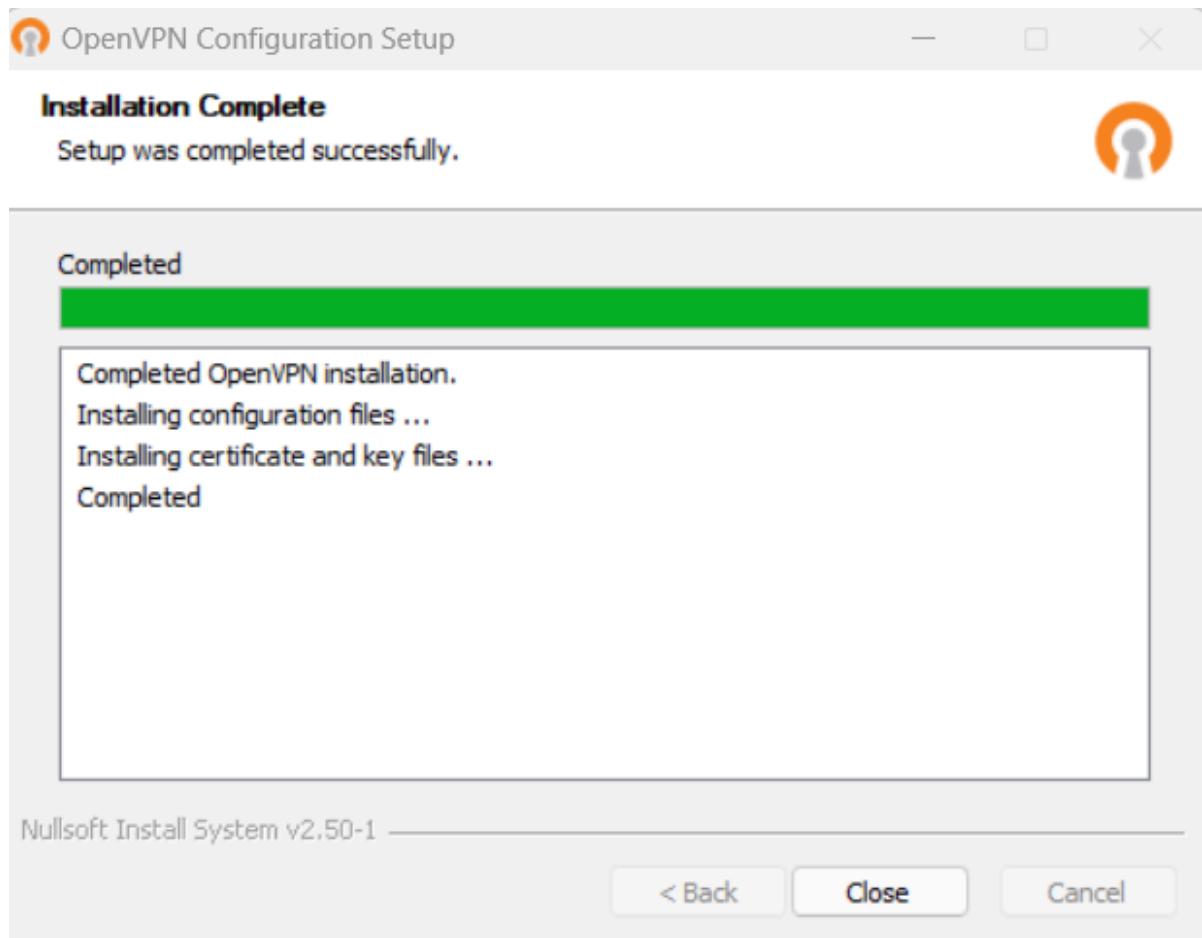 OpenVPN Configuration Setup
Installation Complete
Setup was completed successfully.
Completed
Completed OpenVPN installation.
Installing configuration files ...
Installing certificate and key files ...
Completed
Nullsoft Install System v2.50-1
< Back
Close
Cancel